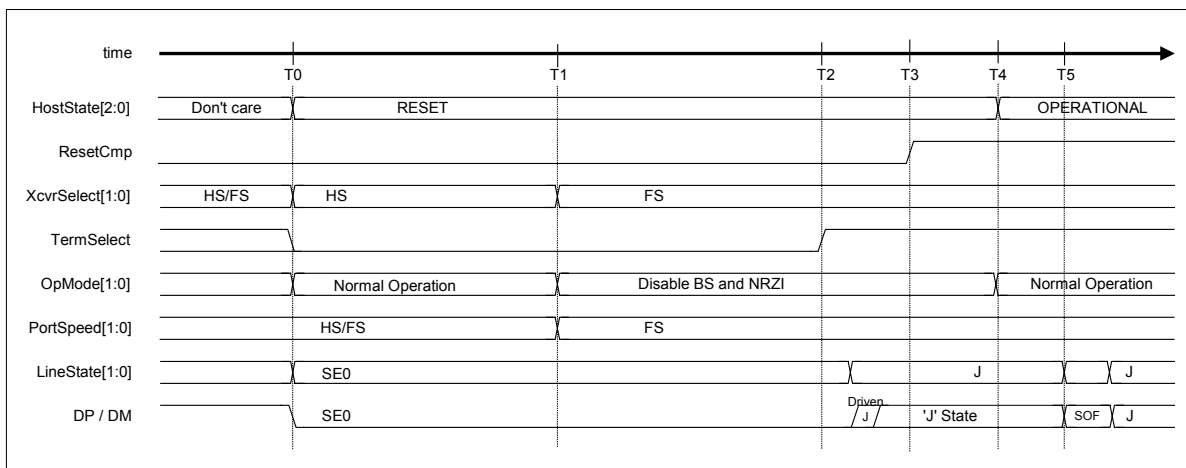 time
T0 T1 T2 T3 T4 T5
HostState[2:0] Don't care RESET OPERATIONAL
ResetCmp
XcvrSelect[1:0] HS/FS HS FS
TermSelect
OpMode[1:0] Normal Operation Disable BS and NRZI Normal Operation
PortSpeed[1:0] HS/FS FS
LineState[1:0] SE0 J J
Driven
DP / DM SE0 J 'J' State SOF J